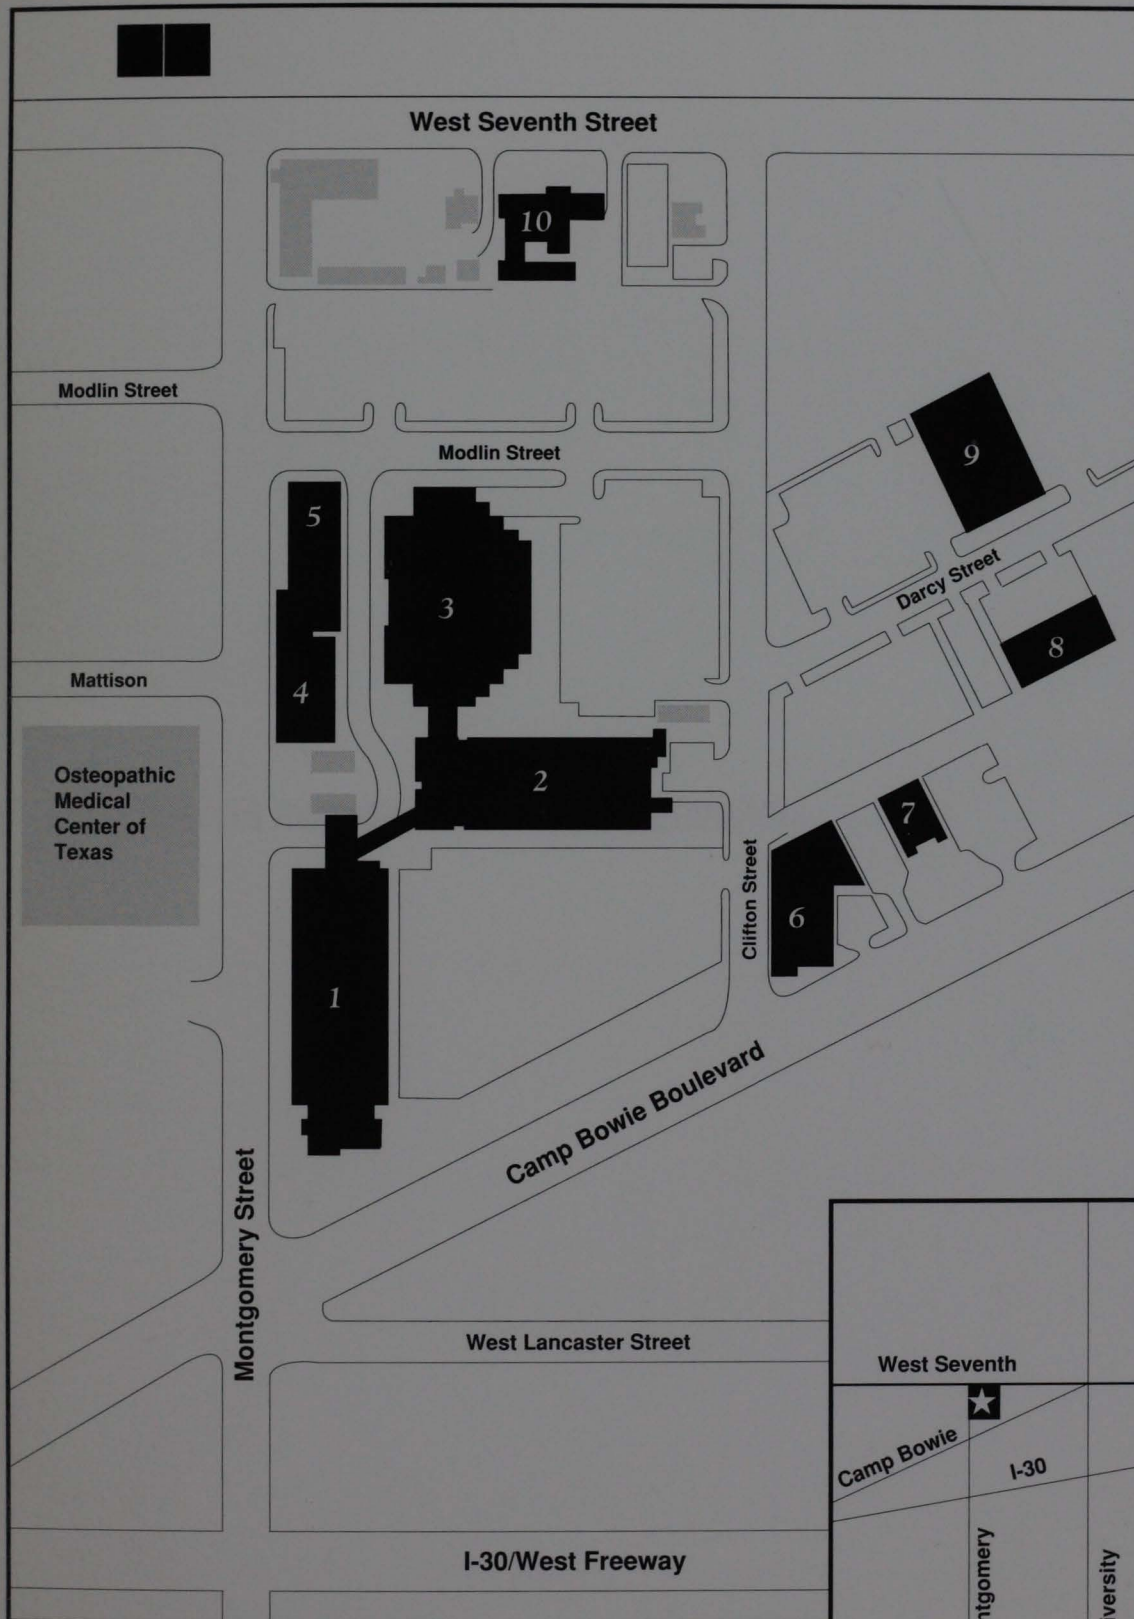 West Seventh Street
10
Modlin Street
Modlin Street
9
5
3
Darcy Street
8
4
Mattison
Osteopathic
Medical
Center of
Texas
2
7
6
Clifton Street
1
Camp Bowie Boulevard
Montgomery Street
West Lancaster Street
I-30/West Freeway
West Seventh
Camp Bowie
I-30
ntgomery
versity